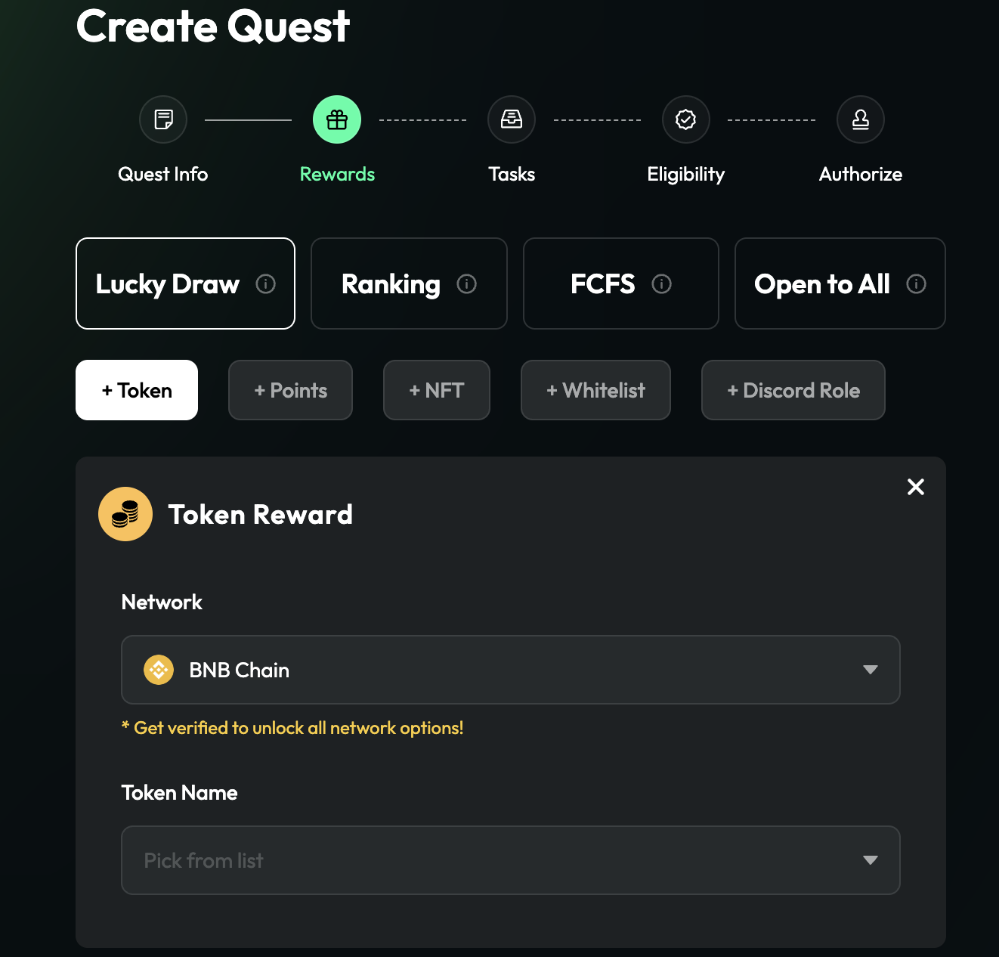 Create Quest
Quest Info
Rewards
Tasks
Eligibility
Authorize
Lucky Draw
Ranking
FCFS
Open to All
+ Token
+ Points
+ NFT
+ Whitelist
+ Discord Role
Token Reward
Network
BNB Chain
* Get verified to unlock all network options!
Token Name
Pick from list